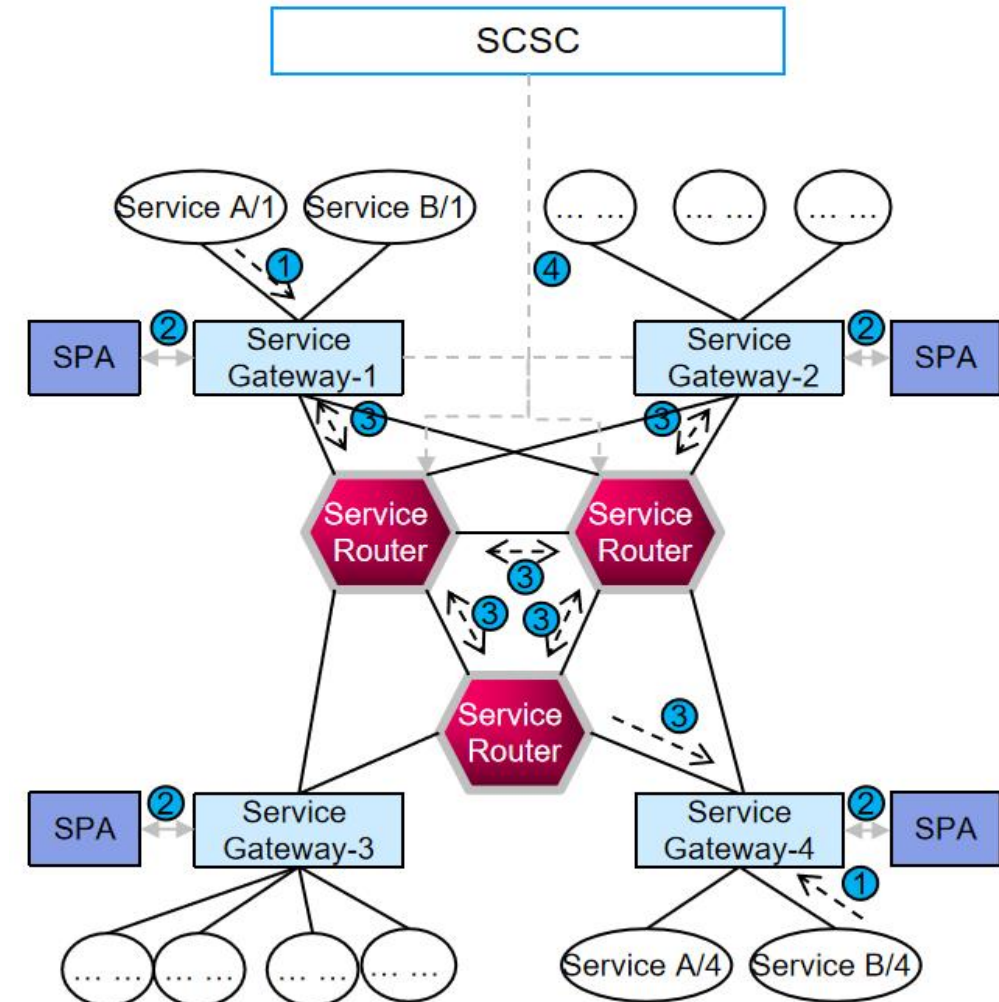 SCSC
Service A/1
Service B/1
... ...
... ...
... ...
1
4
SPA
2
Service
Gateway-1
Service
Gateway-2
2
SPA
3
3
Service
Router
Service
Router
3
3
3
Service
Router
3
SPA
2
Service
Gateway-3
Service
Gateway-4
2
SPA
1
... ...
... ...
... ...
... ...
Service A/4
Service B/4